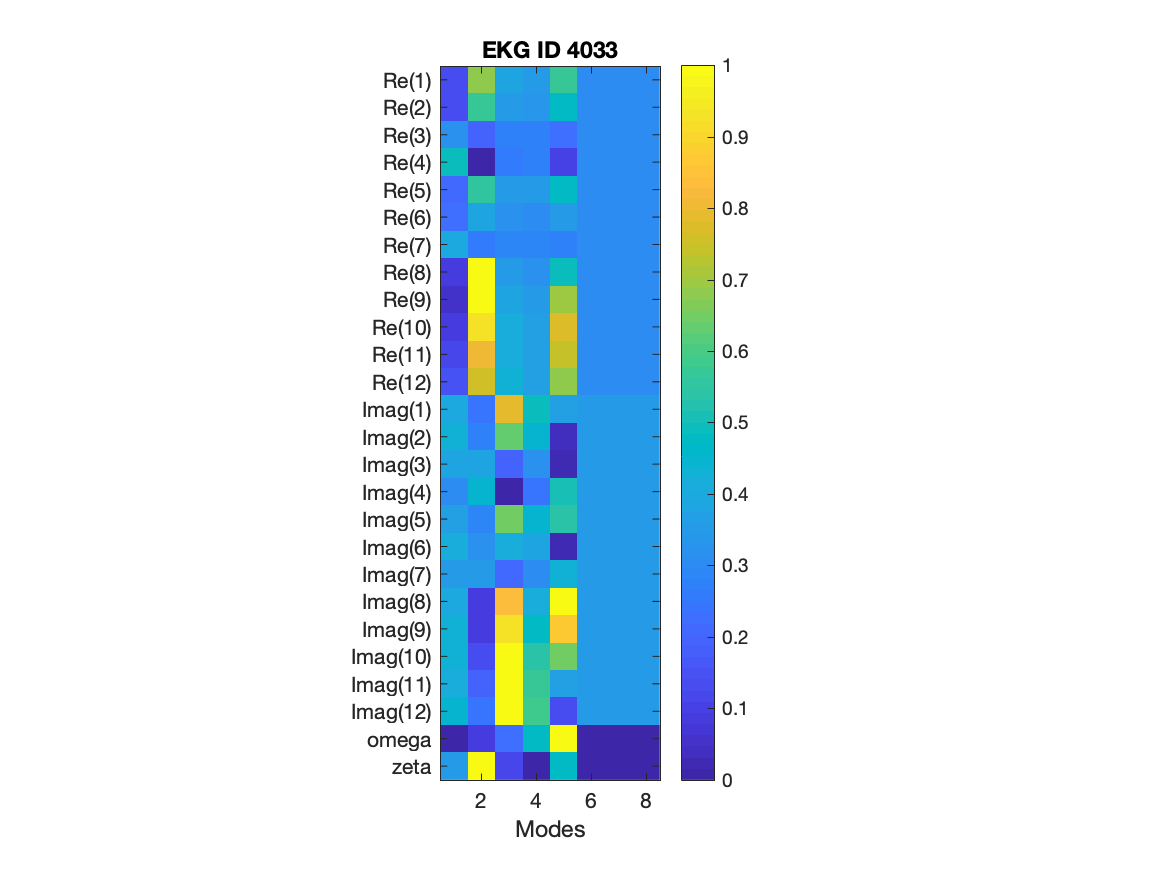 EKG ID 4033
Re(1)
Re(2)
Re(3)
Re(4)
Re(5)
Re(6)
Re(7)
Re(8)
Re(9)
Re(10)
Re(11)
Re(12)
Imag(1)
Imag(2)
Imag(3)
Imag(4)
Imag(5)
Imag(6)
Imag(7)
Imag(8)
Imag(9)
Imag(10)
Imag(11)
Imag(12)
omega
zeta
2 4 6 8
Modes
1
0.9
0.8
0.7
0.6
0.5
0.4
0.3
0.2
0.1
0